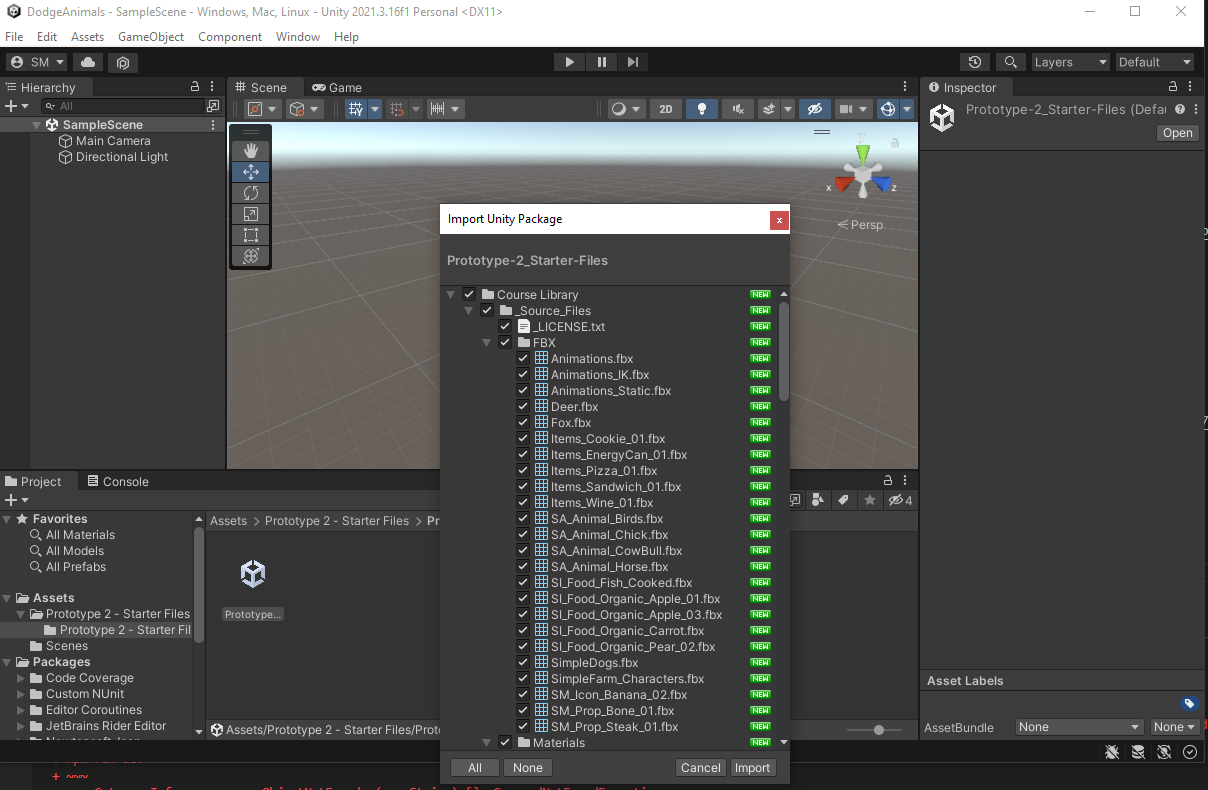 DodgeAnimals - SampleScene - Windows, Mac, Linux - Unity 2021.3.16f1 Personal <DX11>
File Edit Assets GameObject Component Window Help
SM Layers Default
Hierarchy
All
SampleScene
Main Camera
Directional Light
Scene Game
2D
y
x z
Persp
Inspector
Prototype-2_Starter-Files (Defau
Open
Import Unity Package
Prototype-2_Starter-Files
Course Library NEW
_Source_Files NEW
_LICENSE.txt NEW
FBX NEW
Animations.fbx NEW
Animations_IK.fbx NEW
Animations_Static.fbx NEW
Deer.fbx NEW
Fox.fbx NEW
Items_Cookie_01.fbx NEW
Items_EnergyCan_01.fbx NEW
Items_Pizza_01.fbx NEW
Items_Sandwich_01.fbx NEW
Items_Wine_01.fbx NEW
SA_Animal_Birds.fbx NEW
SA_Animal_Chick.fbx NEW
SA_Animal_CowBull.fbx NEW
SA_Animal_Horse.fbx NEW
SI_Food_Fish_Cooked.fbx NEW
SI_Food_Organic_Apple_01.fbx NEW
SI_Food_Organic_Apple_03.fbx NEW
SI_Food_Organic_Carrot.fbx NEW
SI_Food_Organic_Pear_02.fbx NEW
SimpleDogs.fbx NEW
SimpleFarm_Characters.fbx NEW
SM_Icon_Banana_02.fbx NEW
SM_Prop_Bone_01.fbx NEW
SM_Prop_Steak_01.fbx NEW
Materials NEW
All None Cancel Import
Project Console
4
Favorites
All Materials
All Models
All Prefabs
Assets
Prototype 2 - Starter Files
Prototype 2 - Starter Fil
Scenes
Packages
Code Coverage
Custom NUnit
Editor Coroutines
JetBrains Rider Editor
Assets > Prototype 2 - Starter Files > Pr
Prototype...
Assets/Prototype 2 - Starter Files/Proto
Asset Labels
AssetBundle None None